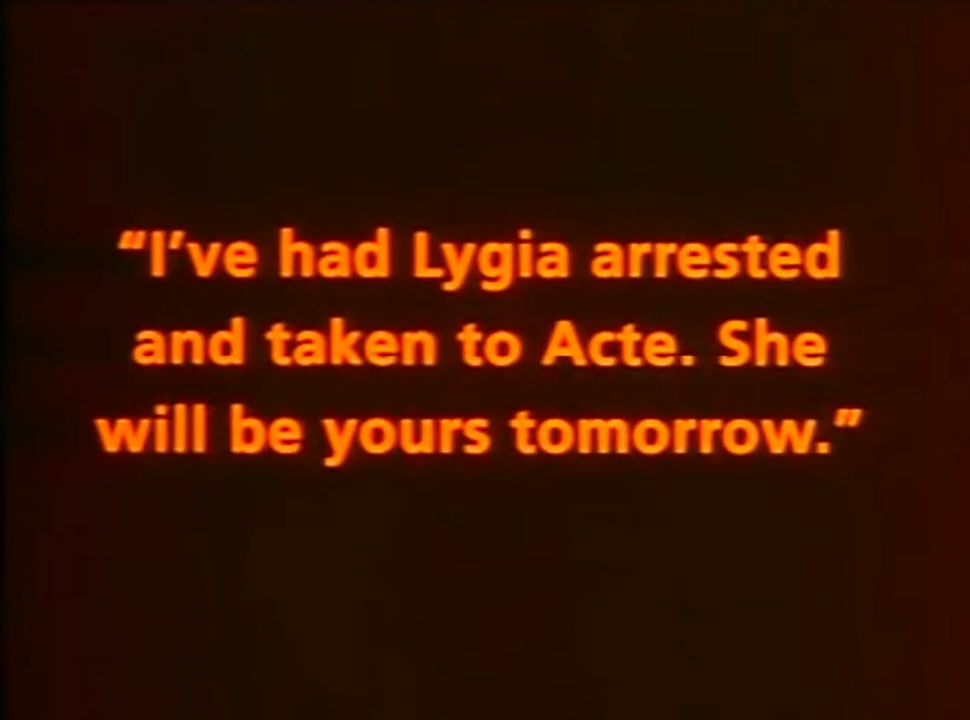 “I’ve had Lygia arrested
and taken to Acte. She
will be yours tomorrow.”